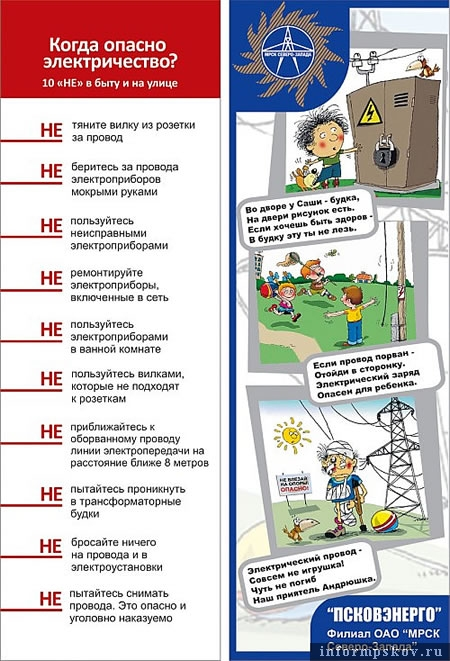 Когда опасно
электричество?
10 «НЕ» в быту и на улице
НЕ тяните вилку из розетки
за провод
НЕ беритесь за провода
электроприборов
мокрыми руками
НЕ пользуйтесь
неисправными
электроприборами
НЕ ремонтируйте
электроприборы,
включенные в сеть
НЕ пользуйтесь
электроприборами
в ванной комнате
НЕ пользуйтесь вилками,
которые не подходят
к розеткам
НЕ приближайтесь к
оборванному проводу
линии электропередачи на
расстояние ближе 8 метров
НЕ пытайтесь проникнуть
в трансформаторные
будки
НЕ бросайте ничего
на провода и в
электроустановки
НЕ пытайтесь снимать
провода. Это опасно и
уголовно наказуемо
МРСК СЕВЕРО-ЗАПАДА
Во дворе у Саши - будка,
На двери рисунок есть.
Если хочешь быть здоров -
В будку эту ты не лезь.
Если провод порван -
Отойди в сторонку.
Электрический заряд
Опасен для ребенка.
НЕ ВЛЕЗАЙ
НА ОПОРЫ
ОПАСНО!
Электрический провод -
Совсем не игрушка!
Чуть не погиб
Наш приятель Андрюшка.
"ПСКОВЭНЕРГО"
Филиал ОАО "МРСК
Северо-Запада"
www.informpskov.ru